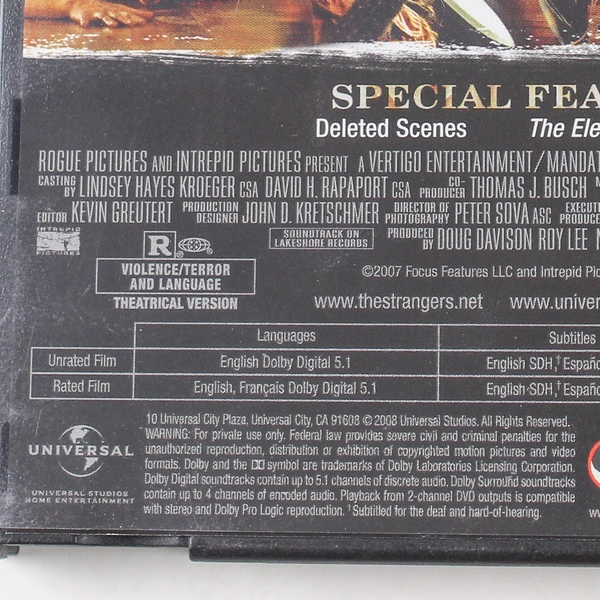 SPECIAL FEA
Deleted Scenes The Ele
ROGUE PICTURES AND INTREPID PICTURES PRESENT A VERTIGO ENTERTAINMENT/MANDAT
CASTING BY LINDSEY HAYES KROEGER CSA DAVID H. RAPAPORT CSA CO-PRODUCER THOMAS J. BUSCH
EDITOR KEVIN GREUTERT PRODUCTION DESIGNER JOHN D. KRETSCHMER DIRECTOR OF PHOTOGRAPHY PETER SOVA ASC EXECUTI PRODUCE
INTREPID PICTURES
R
SOUNDTRACK ON LAKESHORE RECORDS
PRODUCED BY DOUG DAVISON ROY LEE N
VIOLENCE/TERROR
AND LANGUAGE
THEATRICAL VERSION
©2007 Focus Features LLC and Intrepid Pic
www.thestrangers.net www.univer
Languages Subtitles
Unrated Film English Dolby Digital 5.1 English SDH,† Españo
Rated Film English, Français Dolby Digital 5.1 English SDH,† Españo
UNIVERSAL
UNIVERSAL STUDIOS
HOME ENTERTAINMENT
10 Universal City Plaza, Universal City, CA 91608 © 2008 Universal Studios. All Rights Reserved.
WARNING: For private use only. Federal law provides severe civil and criminal penalties for the
unauthorized reproduction, distribution or exhibition of copyrighted motion pictures and video
formats. Dolby and the DD symbol are trademarks of Dolby Laboratories Licensing Corporation.
Dolby Digital soundtracks contain up to 5.1 channels of discrete audio. Dolby Surround soundtracks
contain up to 4 channels of encoded audio. Playback from 2-channel DVD outputs is compatible
with stereo and Dolby Pro Logic reproduction. †Subtitled for the deaf and hard-of-hearing.
ww